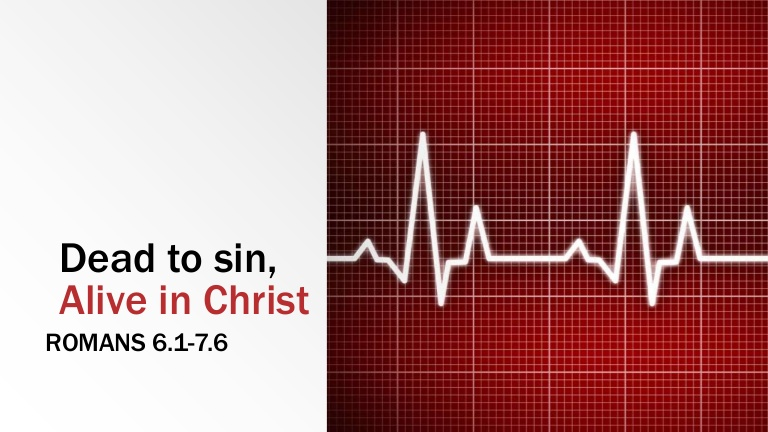 Dead to sin,
Alive in Christ
ROMANS 6.1-7.6